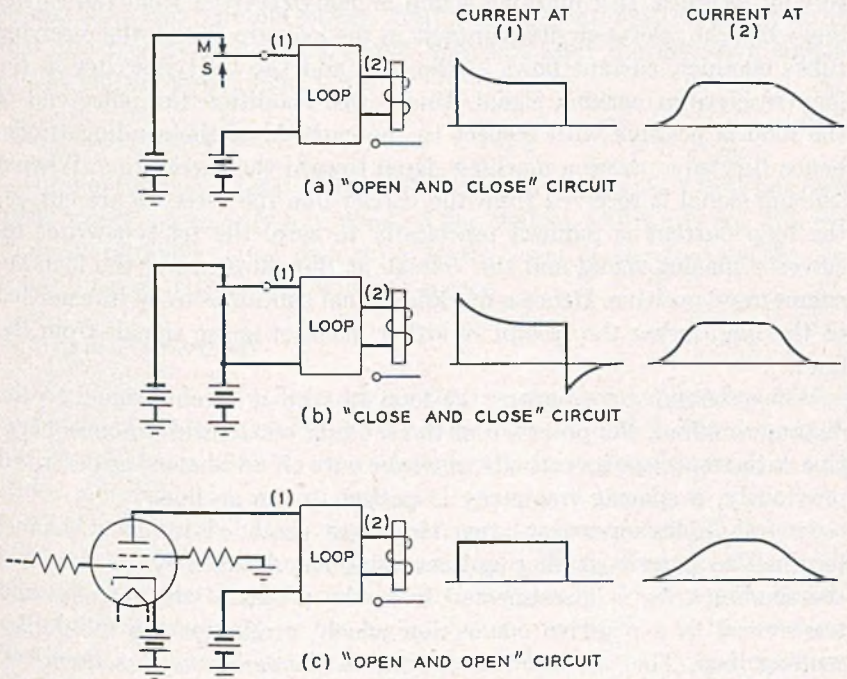 CURRENT AT
(1)
CURRENT AT
(2)
M
S
(1)
LOOP
(2)
(a) "OPEN AND CLOSE" CIRCUIT
(1)
LOOP
(2)
(b) "CLOSE AND CLOSE" CIRCUIT
(1)
LOOP
(2)
(c) "OPEN AND OPEN" CIRCUIT